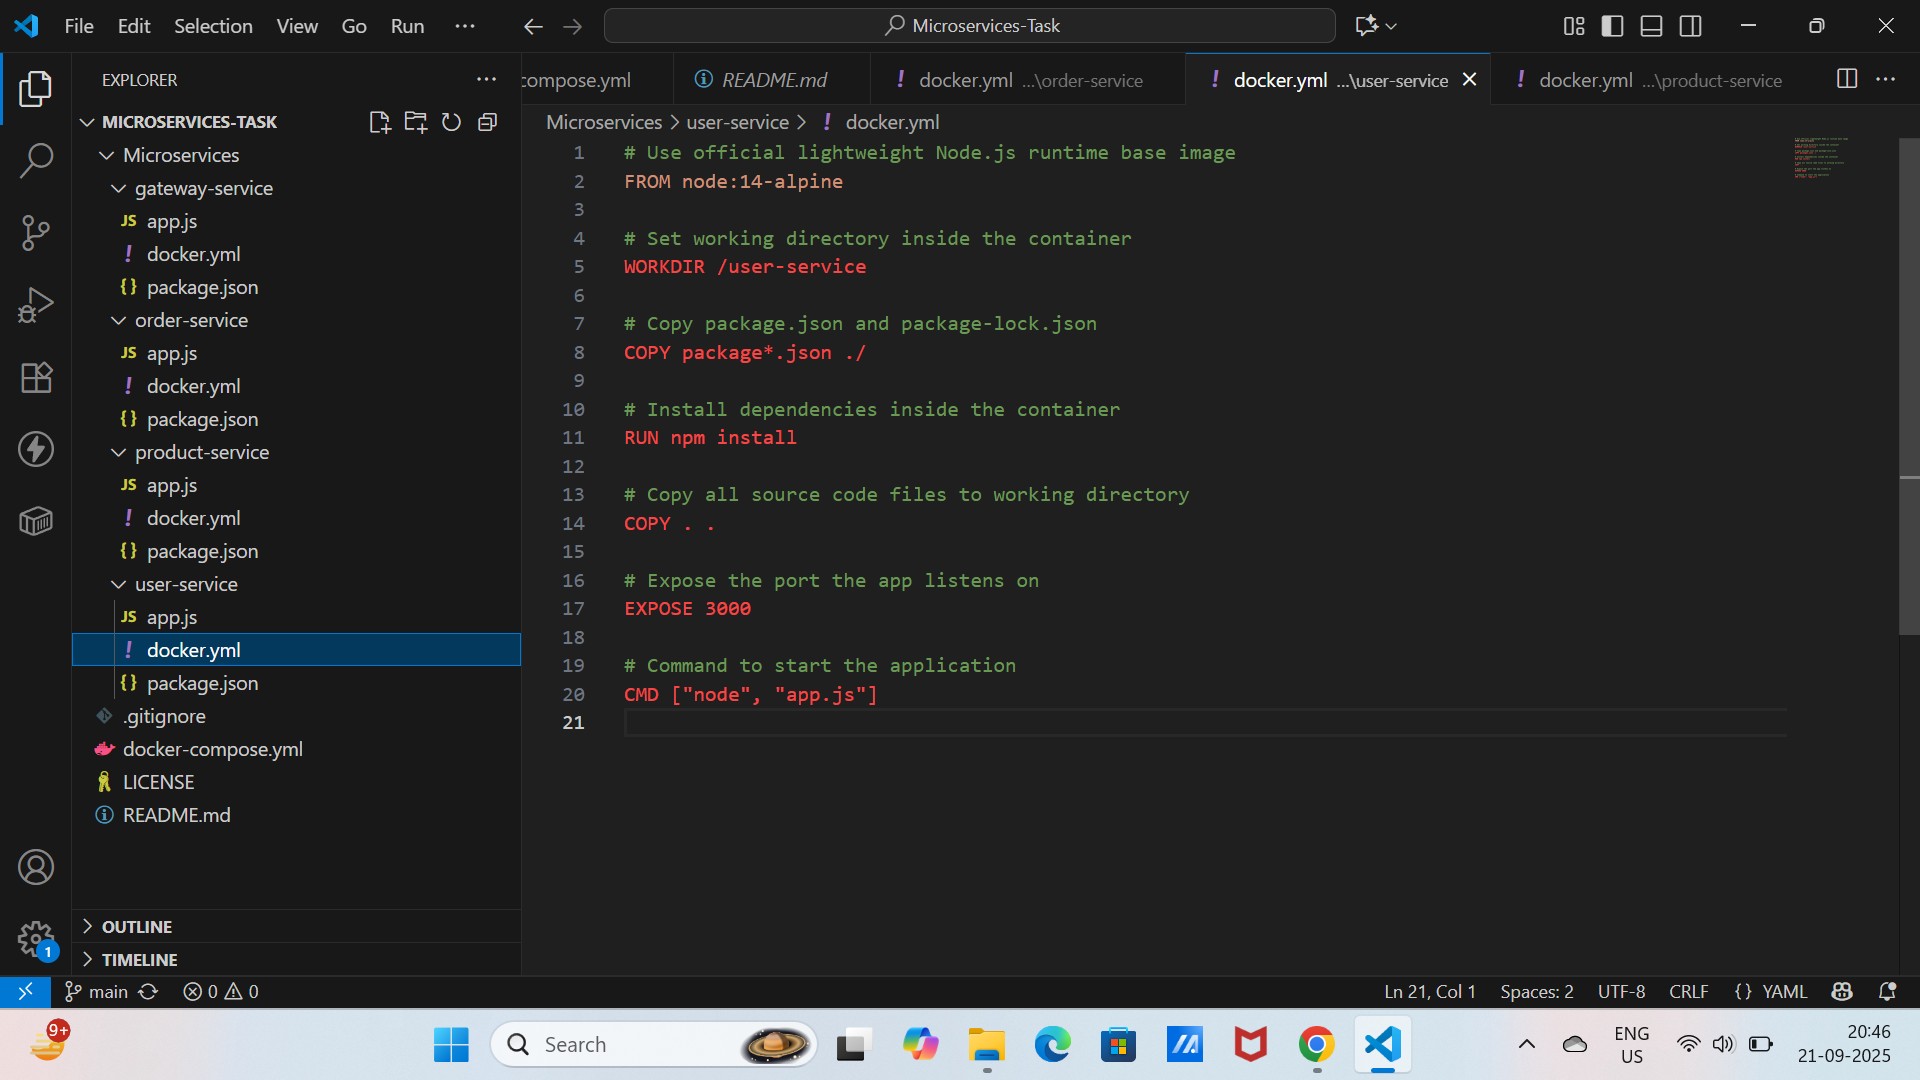 File Edit Selection View Go Run ··· Microservices-Task
EXPLORER ···
compose.yml README.md docker.yml ...\order-service docker.yml ...\user-service docker.yml ...\product-service ···
MICROSERVICES-TASK
Microservices > user-service > ! docker.yml
Microservices
gateway-service
JS app.js
! docker.yml
{} package.json
order-service
JS app.js
! docker.yml
{} package.json
product-service
JS app.js
! docker.yml
{} package.json
user-service
JS app.js
! docker.yml
{} package.json
.gitignore
docker-compose.yml
LICENSE
README.md
OUTLINE
TIMELINE
1 # Use official lightweight Node.js runtime base image
2 FROM node:14-alpine
3
4 # Set working directory inside the container
5 WORKDIR /user-service
6
7 # Copy package.json and package-lock.json
8 COPY package*.json ./
9
10 # Install dependencies inside the container
11 RUN npm install
12
13 # Copy all source code files to working directory
14 COPY . .
15
16 # Expose the port the app listens on
17 EXPOSE 3000
18
19 # Command to start the application
20 CMD ["node", "app.js"]
21
1
main 0 0 Ln 21, Col 1 Spaces: 2 UTF-8 CRLF {} YAML
9+ Search ENG US 20:46
21-09-2025